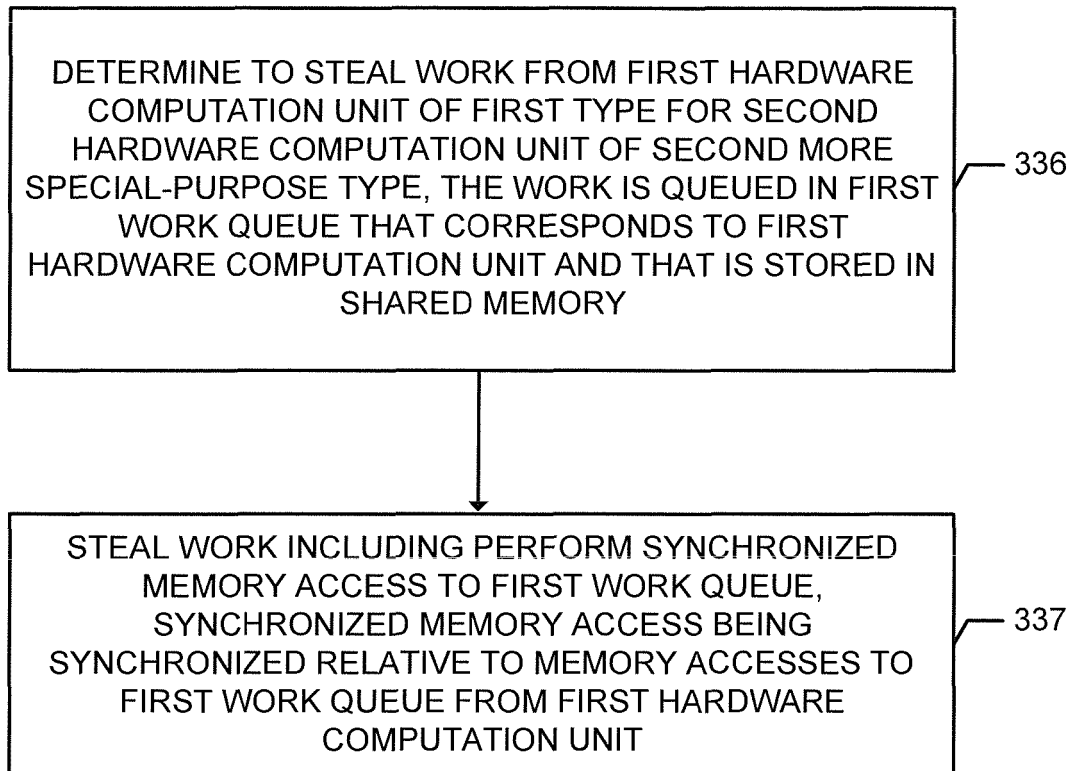 DETERMINE TO STEAL WORK FROM FIRST HARDWARE
COMPUTATION UNIT OF FIRST TYPE FOR SECOND
HARDWARE COMPUTATION UNIT OF SECOND MORE
SPECIAL-PURPOSE TYPE, THE WORK IS QUEUED IN FIRST
WORK QUEUE THAT CORRESPONDS TO FIRST
HARDWARE COMPUTATION UNIT AND THAT IS STORED IN
SHARED MEMORY
336
STEAL WORK INCLUDING PERFORM SYNCHRONIZED
MEMORY ACCESS TO FIRST WORK QUEUE,
SYNCHRONIZED MEMORY ACCESS BEING
SYNCHRONIZED RELATIVE TO MEMORY ACCESSES TO
FIRST WORK QUEUE FROM FIRST HARDWARE
COMPUTATION UNIT
337